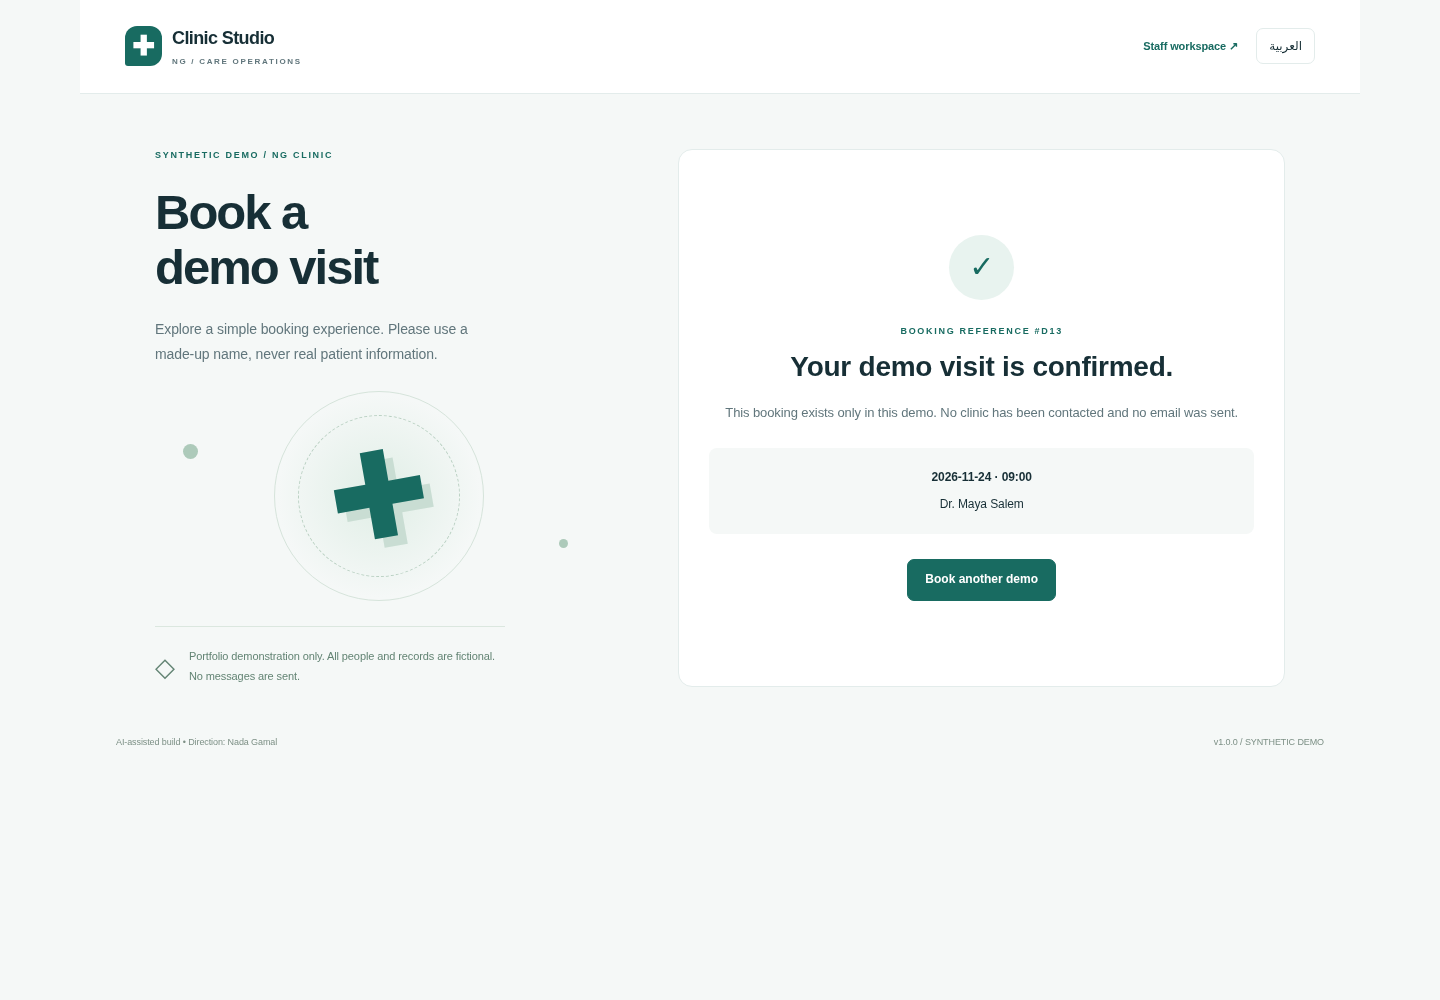 Clinic Studio
NG / CARE OPERATIONS
Staff workspace ↗
العربية
SYNTHETIC DEMO / NG CLINIC
Book a
demo visit
Explore a simple booking experience. Please use a
made-up name, never real patient information.
Portfolio demonstration only. All people and records are fictional.
No messages are sent.
✓
BOOKING REFERENCE #D13
Your demo visit is confirmed.
This booking exists only in this demo. No clinic has been contacted and no email was sent.
2026-11-24 · 09:00
Dr. Maya Salem
Book another demo
AI-assisted build • Direction: Nada Gamal
v1.0.0 / SYNTHETIC DEMO